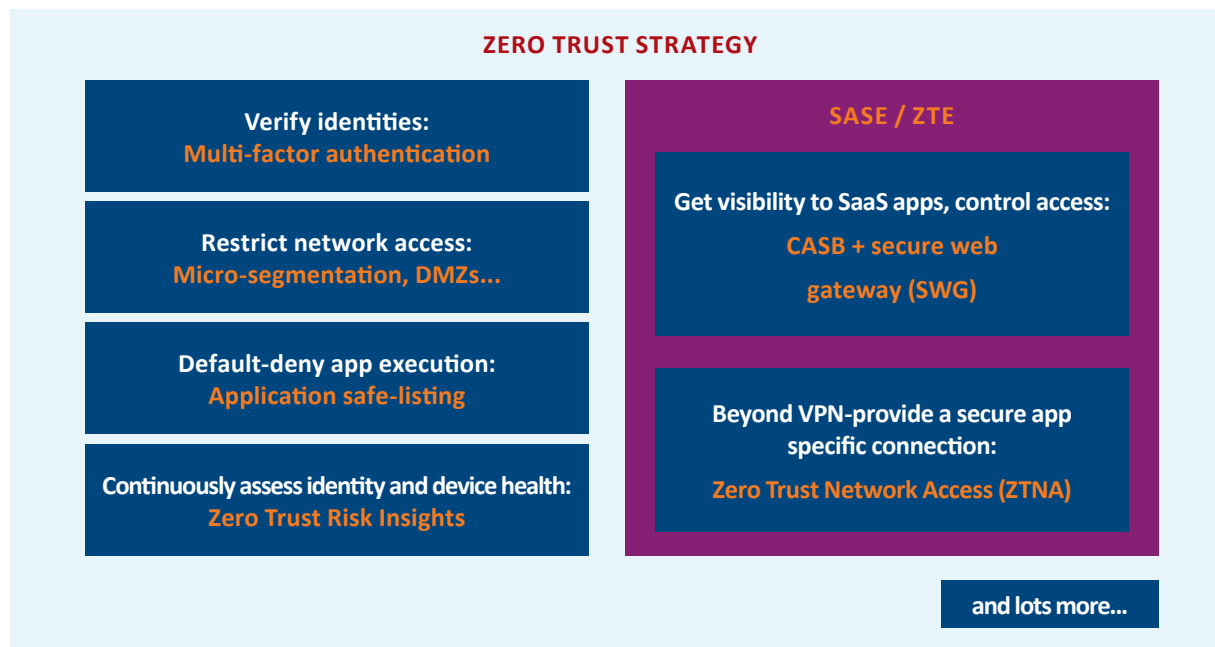 ZERO TRUST STRATEGY
Verify identities:
Multi-factor authentication
Restrict network access:
Micro-segmentation, DMZs...
Default-deny app execution:
Application safe-listing
Continuously assess identity and device health:
Zero Trust Risk Insights
SASE / ZTE
Get visibility to SaaS apps, control access:
CASB + secure web
gateway (SWG)
Beyond VPN-provide a secure app
specific connection:
Zero Trust Network Access (ZTNA)
and lots more...